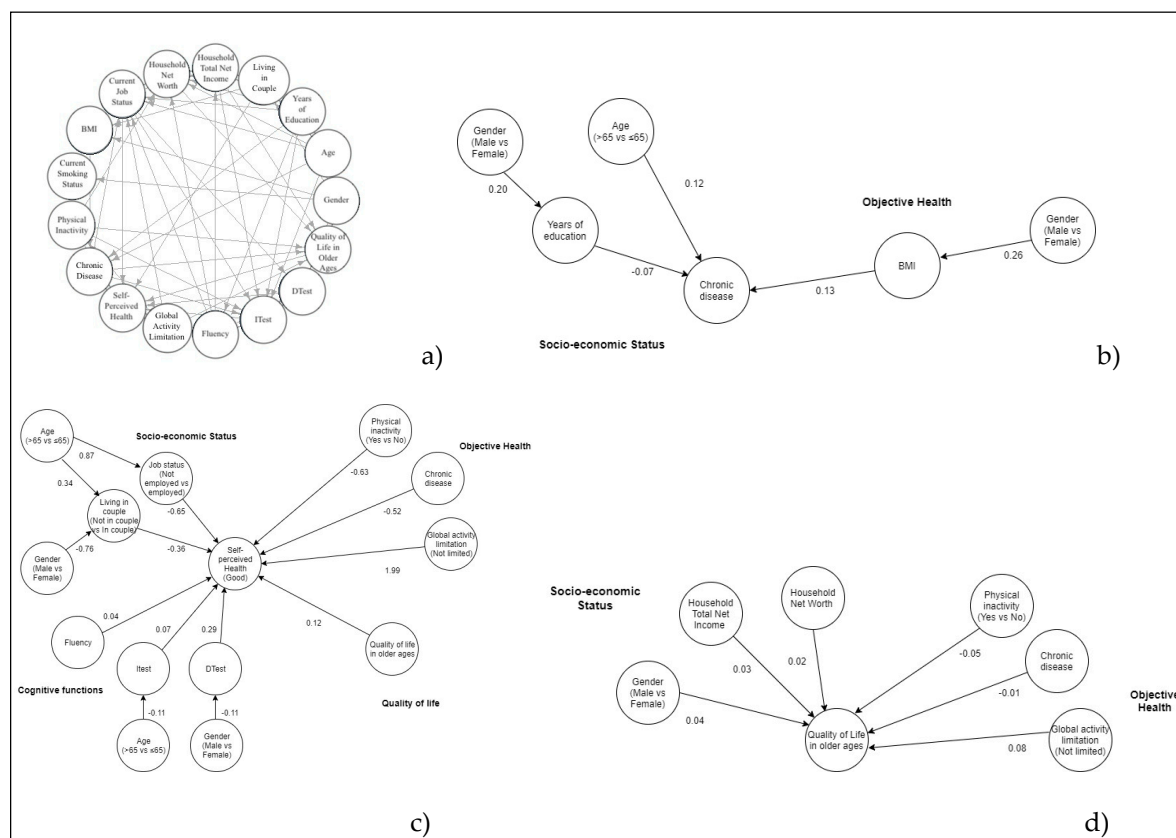 Household
Net
Worth
Household
Total Net
Income
Living
in
Couple
Years
of
Education
Age
Gender
Quality of
Life in
Older
Ages
DTest
ITest
Fluency
Global
Activity
Limitation
Self-
Perceived
Health
Chronic
Disease
Physical
Inactivity
Current
Smoking
Status
BMI
Current
Job
Status
a)
Gender
(Male vs
Female)
Age
(>65 vs ≤65)
0.20
0.12
Objective Health
Years of
education
Gender
(Male vs
Female)
-0.07
Chronic
disease
BMI
0.26
0.13
Socio-economic Status
b)
Age
(>65 vs ≤65)
Socio-economic Status
0.87
Job status
(Not
employed vs
employed)
0.34
Living in
couple
(Not in couple
vs In couple)
-0.65
-0.76
-0.36
Gender
(Male vs
Female)
Physical
inactivity
(Yes vs No)
Objective Health
-0.63
Chronic
disease
-0.52
Global activity
limitation
(Not limited)
1.99
Self-
perceived
Health
(Good)
0.04
Fluency
0.07
0.29
0.12
Itest
DTest
Quality of life
in older ages
Cognitive functions
Quality of life
-0.11
-0.11
Age
(>65 vs ≤65)
Gender
(Male vs
Female)
c)
Socio-economic
Status
Household
Total Net
Income
Household
Net Worth
Physical
inactivity
(Yes vs No)
0.03
0.02
-0.05
Gender
(Male vs
Female)
Chronic
disease
-0.01
0.04
Objective
Health
Quality of Life
in older ages
Global activity
limitation
(Not limited)
0.08
d)